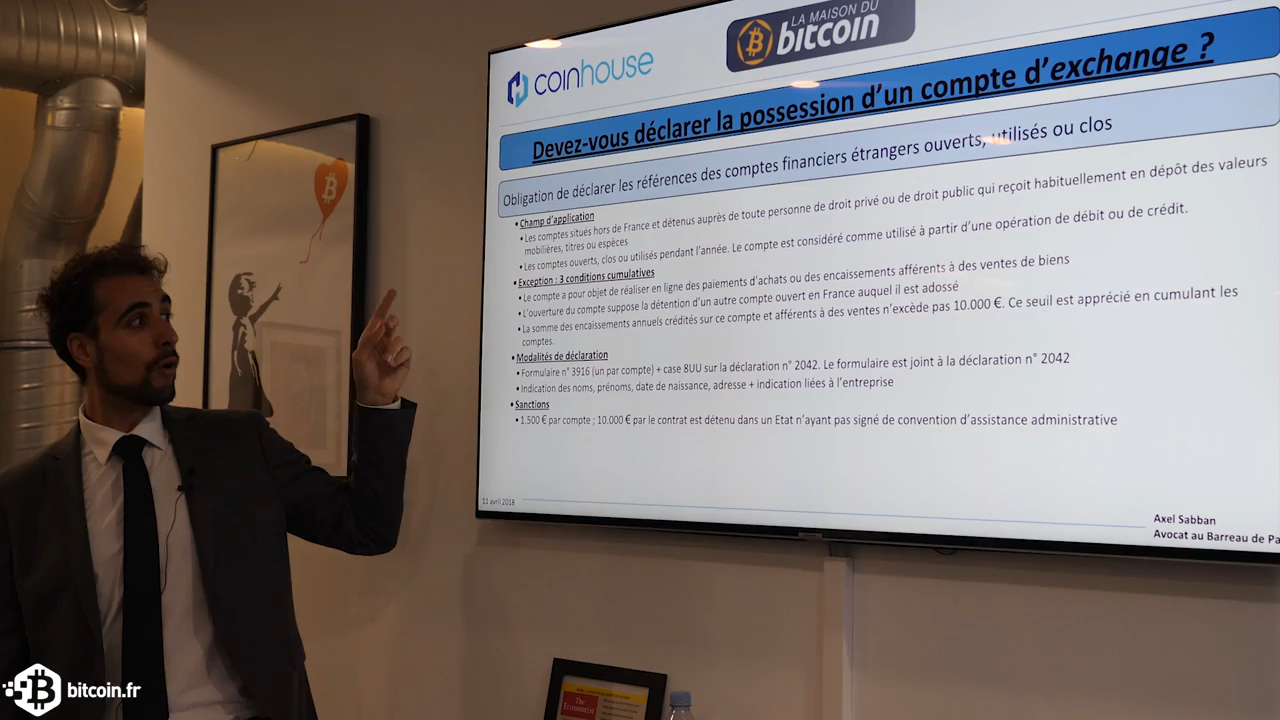 coinhouse
LA MAISON DU
bitcoin
Devez-vous déclarer la possession d'un compte d'exchange ?
Obligation de déclarer les références des comptes financiers étrangers ouverts, utilisés ou clos
• Champ d'application
• Les comptes situés hors de France et détenus auprès de toute personne de droit privé ou de droit public qui reçoit habituellement en dépôt des valeurs
mobilières, titres ou espèces
• Les comptes ouverts, clos ou utilisés pendant l'année. Le compte est considéré comme utilisé à partir d'une opération de débit ou de crédit.
• Exception : 3 conditions cumulatives
• Le compte a pour objet de réaliser en ligne des paiements d'achats ou des encaissements afférents à des ventes de biens
• L'ouverture du compte suppose la détention d'un autre compte ouvert en France auquel il est adossé
• La somme des encaissements annuels crédités sur ce compte et afférents à des ventes n'excède pas 10.000 €. Ce seuil est apprécié en cumulant les
comptes.
• Modalités de déclaration
• Formulaire n° 3916 (un par compte) + case 8UU sur la déclaration n° 2042. Le formulaire est joint à la déclaration n° 2042
• Indication des noms, prénoms, date de naissance, adresse + indication liées à l'entreprise
• Sanctions
• 1.500 € par compte ; 10.000 € par le contrat est détenu dans un Etat n'ayant pas signé de convention d'assistance administrative
11 avril 2018
Axel Sabban
Avocat au Barreau de Pa
The
Economist
bitcoin.fr